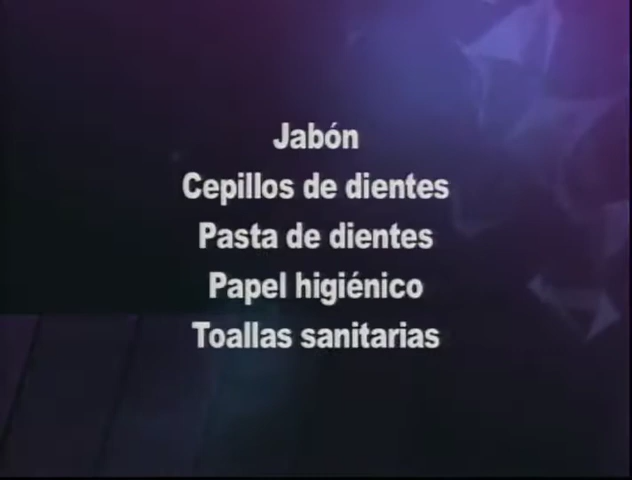 Jabón
Cepillos de dientes
Pasta de dientes
Papel higiénico
Toallas sanitarias